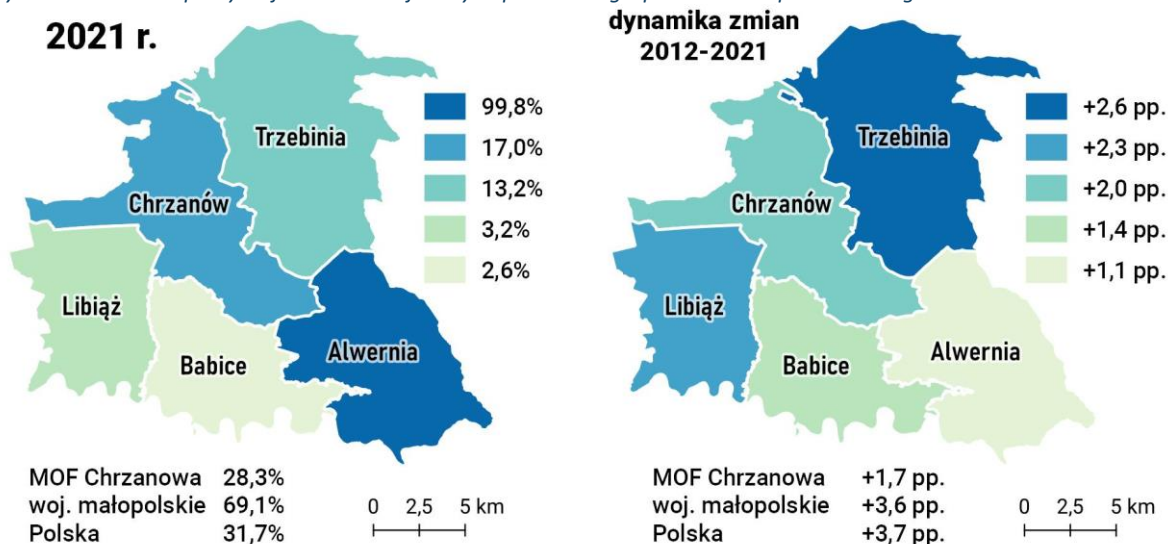 2021 r.
99,8%
17,0%
13,2%
3,2%
2,6%
Trzebinia
Chrzanów
Libiąż
Babice
Alwernia
MOF Chrzanowa 28,3%
woj. małopolskie 69,1%
Polska 31,7%
0 2,5 5 km
dynamika zmian
2012-2021
+2,6 pp.
+2,3 pp.
+2,0 pp.
+1,4 pp.
+1,1 pp.
Trzebinia
Chrzanów
Libiąż
Babice
Alwernia
MOF Chrzanowa +1,7 pp.
woj. małopolskie +3,6 pp.
Polska +3,7 pp.
0 2,5 5 km